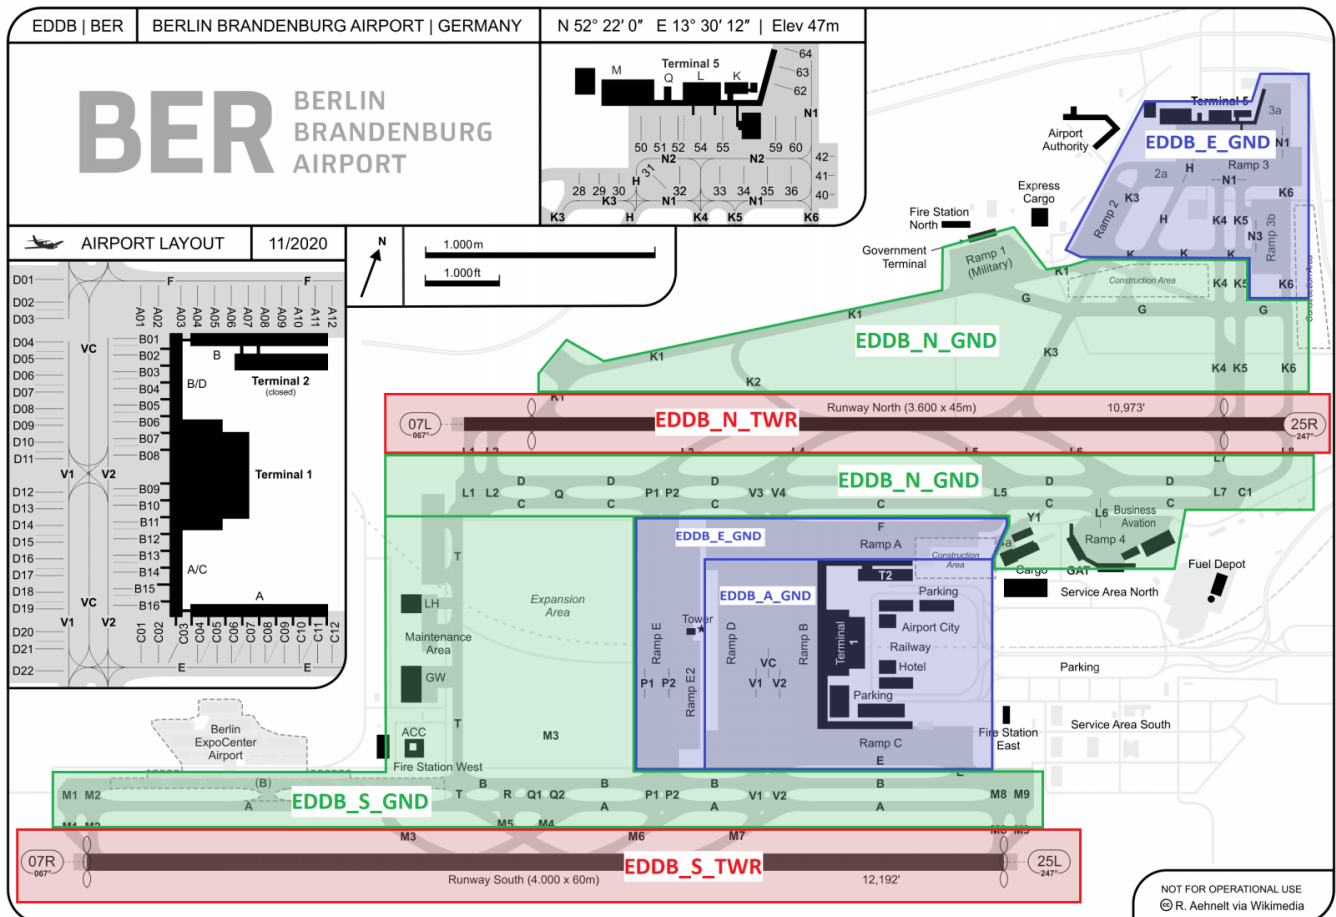 EDDB | BER
BERLIN BRANDENBURG AIRPORT | GERMANY
N 52° 22′ 0″ E 13° 30′ 12″ | Elev 47m
BER
BERLIN
BRANDENBURG
AIRPORT
AIRPORT LAYOUT
11/2020
N
1.000m
1.000ft
Terminal 5
M
Q
L
K
64
63
62
N1
50 51 52 54 55 59 60
N2 N2
42
41
40
H
31
28 29 30 32 33 34 35 36
K3 N1 N1
K3 H K4 K5 K6
D01
D02
D03
D04
D05
D06
D07
D08
D09
D10
D11
D12
D13
D14
D15
D16
D17
D18
D19
D20
D21
D22
F F
A01 A02 A03 A04 A05 A06 A07 A08 A09 A10 A11 A12
VC
B01
B02
B03
B04
B05
B06
B07
B08
B09
B10
B11
B12
B13
B14
B15
B16
B
B/D
Terminal 2
(closed)
V1 V2
Terminal 1
A/C
A
VC
V1 V2
C01 C02 C03 C04 C05 C06 C07 C08 C09 C10 C11 C12
E E
Airport
Authority
Terminal 5
3a
EDDB_E_GND
N1
Ramp 3
2a
H
N1
K6
K3
Ramp 2
H
K4 K5
N3
Ramp 3b
K K K
Express
Cargo
Fire Station
North
Government
Terminal
Ramp 1
(Military)
K1
Construction Area
K4
K6
Construction Area
G
G
G
K1
EDDB_N_GND
K3
K1
K2
K4 K5 K6
K1
07L
067°
EDDB_N_TWR
Runway North (3.600 x 45m)
10,973'
25R
247°
EDDB_N_GND
D D D D D
L1 L2 Q P1 P2 V3 V4 L5 L7 C1
C C C C C
L6
Y1
Business
Avation
Ramp 4
GAT
Cargo
Service Area North
Fuel Depot
EDDB_E_GND
F
Ramp A
Construction
Area
T
EDDB_A_GND
T2
LH
Expansion
Area
Maintenance
Area
GW
Tower
Ramp E
Ramp E2
P1 P2
Ramp D
VC
V1 V2
Ramp B
Terminal
1
Parking
Airport City
Railway
Hotel
Parking
Parking
Ramp C
E
Service Area South
Fire Station
East
T
M3
ACC
Fire Station West
Berlin
ExpoCenter
Airport
(B)
B B B B
M1 M2
EDDB_S_GND
T R Q1 Q2 P1 P2 V1 V2 M8 M9
A A A A
M5 M4
M3 M6 M7
07R
067°
EDDB_S_TWR
Runway South (4.000 x 60m)
12,192'
25L
247°
NOT FOR OPERATIONAL USE
cc R. Aehnelt via Wikimedia